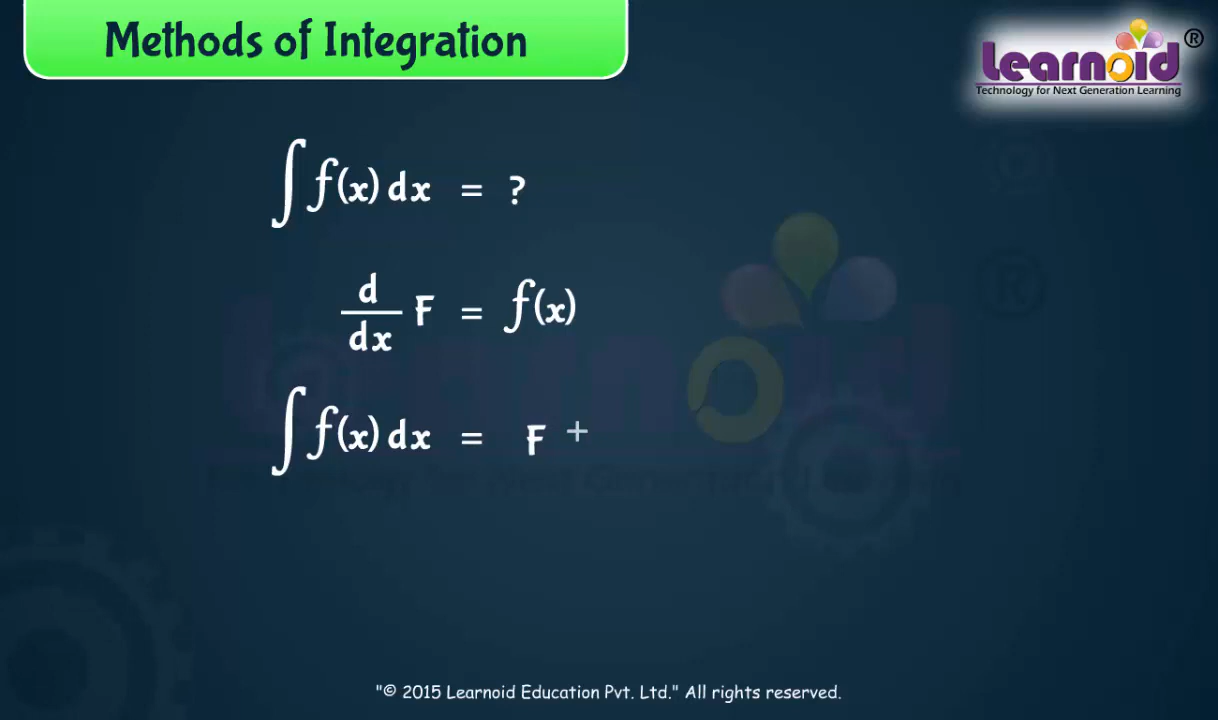 Methods of Integration
Learnoid ®
Technology for Next Generation Learning
∫ f(x) dx = ?
d/dx F = f(x)
∫ f(x) dx = F +
"© 2015 Learnoid Education Pvt. Ltd." All rights reserved.